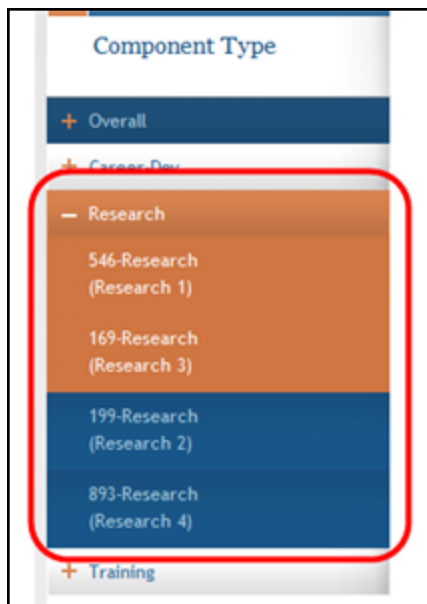 Component Type
+ Overall
+ Career-Dev
– Research
546-Research
(Research 1)
169-Research
(Research 3)
199-Research
(Research 2)
893-Research
(Research 4)
+ Training